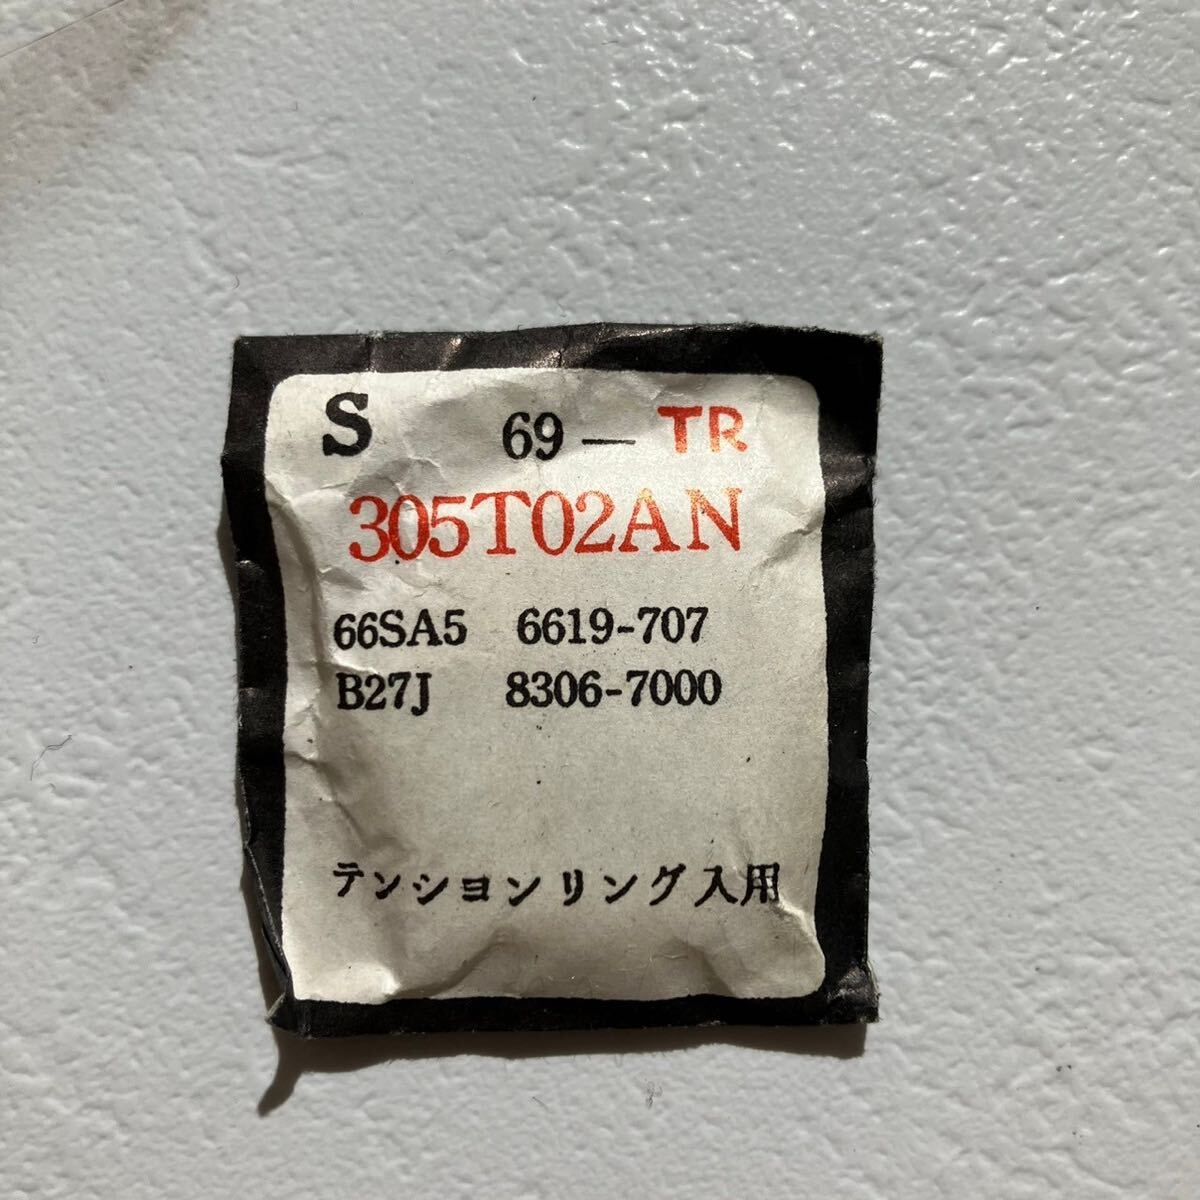 S 69 — TR
305T02AN
66SA5 6619-707
B27J 8306-7000
テンションリング入用